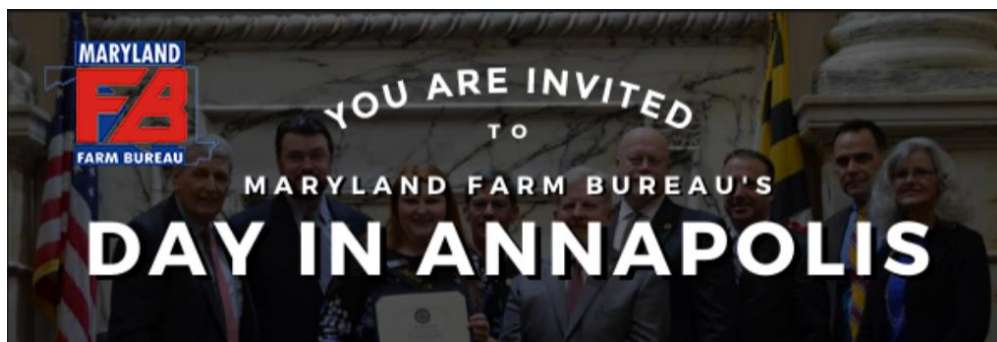 MARYLAND
FB
FARM BUREAU
YOU ARE INVITED
TO
MARYLAND FARM BUREAU'S
DAY IN ANNAPOLIS